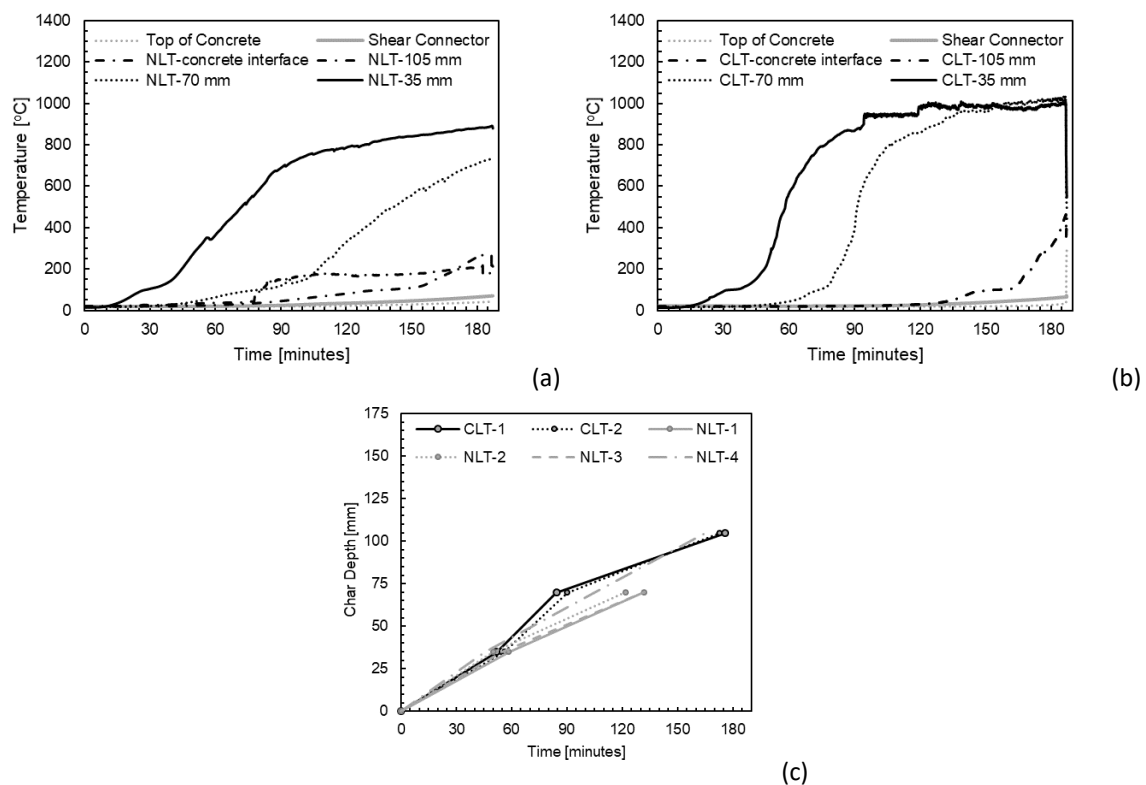 1400
1200
1000
800
600
400
200
0
Temperature [°C]
Top of Concrete
Shear Connector
NLT-concrete interface
NLT-105 mm
NLT-70 mm
NLT-35 mm
0 30 60 90 120 150 180
Time [minutes]
(a)
1400
1200
1000
800
600
400
200
0
Temperature [°C]
Top of Concrete
Shear Connector
CLT-concrete interface
CLT-105 mm
CLT-70 mm
CLT-35 mm
0 30 60 90 120 150 180
Time [minutes]
(b)
175
150
125
100
75
50
25
0
Char Depth [mm]
CLT-1 CLT-2 NLT-1
NLT-2 NLT-3 NLT-4
0 30 60 90 120 150 180
Time [minutes]
(c)